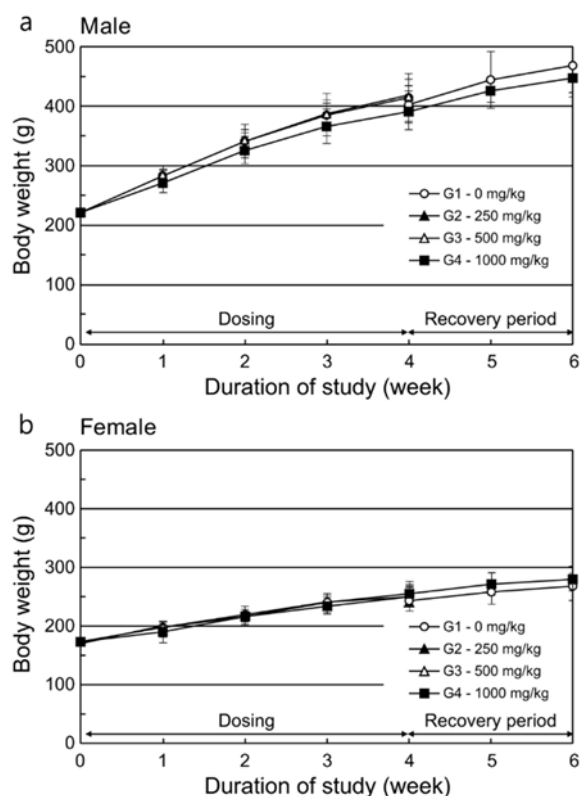 a Male
500
400
300
200
100
0
Body weight (g)
G1 - 0 mg/kg
G2 - 250 mg/kg
G3 - 500 mg/kg
G4 - 1000 mg/kg
Dosing Recovery period
0 1 2 3 4 5 6
Duration of study (week)
b Female
500
400
300
200
100
0
Body weight (g)
G1 - 0 mg/kg
G2 - 250 mg/kg
G3 - 500 mg/kg
G4 - 1000 mg/kg
Dosing Recovery period
0 1 2 3 4 5 6
Duration of study (week)